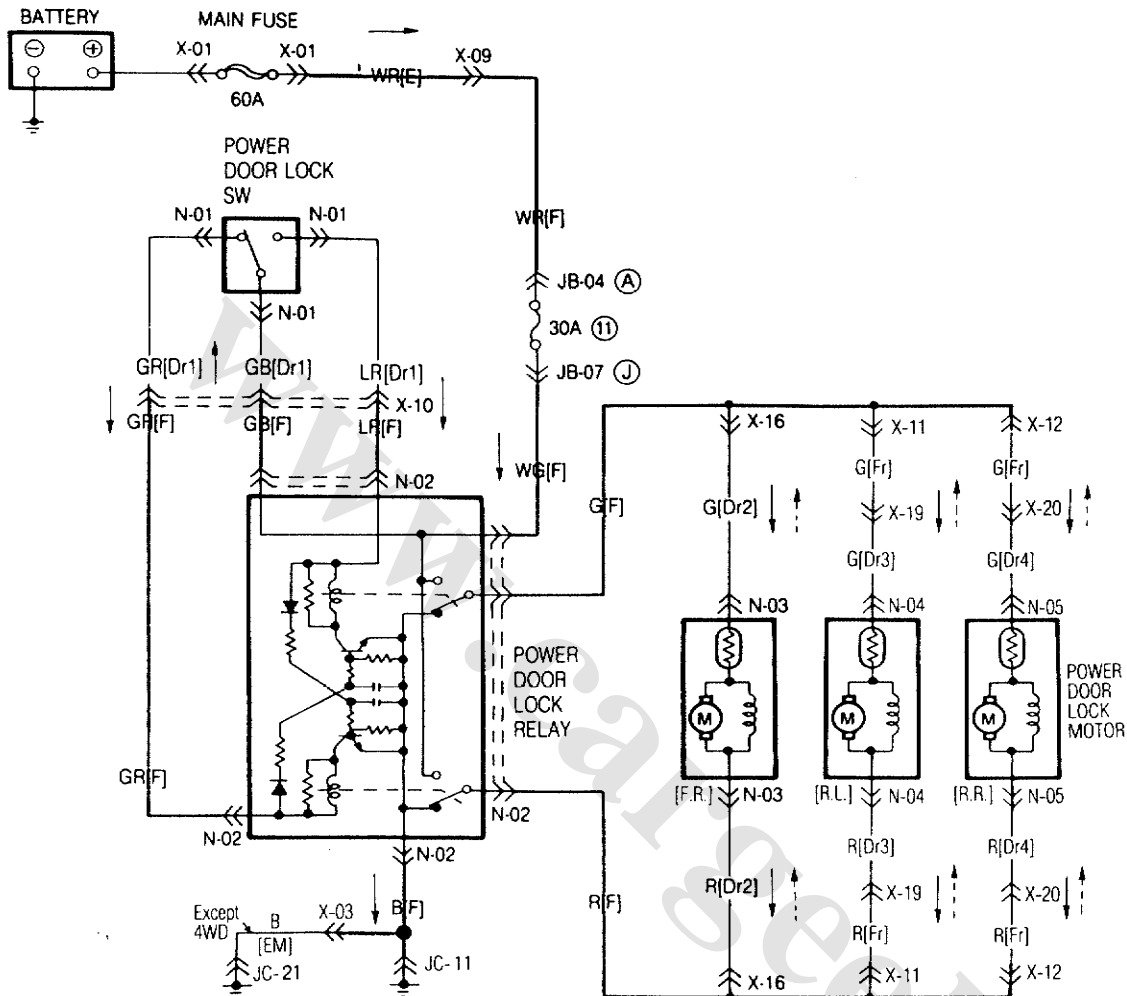 BATTERY
MAIN FUSE
X-01
X-01
X-09
WR[E]
60A
POWER
DOOR LOCK
SW
N-01
N-01
N-01
WR[F]
JB-04 A
30A 11
JB-07 J
GR[Dr1]
GB[Dr1]
LR[Dr1]
X-10
GR[F]
GB[F]
LR[F]
N-02
WG[F]
G[F]
X-16
X-11
X-12
G[Fr]
G[Fr]
G[Dr2]
X-19
X-20
G[Dr3]
G[Dr4]
N-03
N-04
N-05
POWER
DOOR
LOCK
RELAY
M
M
M
POWER
DOOR
LOCK
MOTOR
GR[F]
N-02
N-02
N-02
[F.R.]
N-03
[R.L.]
N-04
[R.R.]
N-05
R[Dr3]
R[Dr4]
R[Dr2]
X-19
X-20
R[F]
R[Fr]
R[Fr]
Except
4WD
B
[EM]
X-03
B[F]
JC-21
JC-11
X-16
X-11
X-12
www.cargee